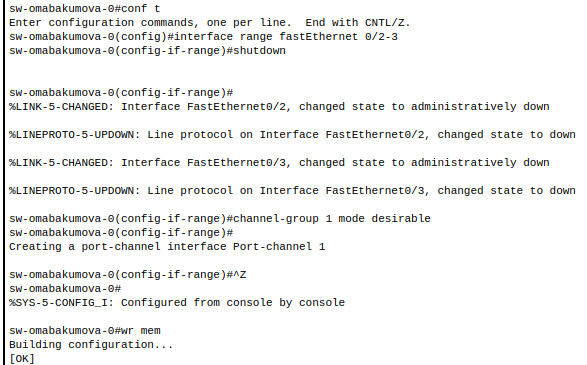 sw-omabakumova-0#conf t
Enter configuration commands, one per line.  End with CNTL/Z.
sw-omabakumova-0(config)#interface range fastEthernet 0/2-3
sw-omabakumova-0(config-if-range)#shutdown
sw-omabakumova-0(config-if-range)#
%LINK-5-CHANGED: Interface FastEthernet0/2, changed state to administratively down
%LINEPROTO-5-UPDOWN: Line protocol on Interface FastEthernet0/2, changed state to down
%LINK-5-CHANGED: Interface FastEthernet0/3, changed state to administratively down
%LINEPROTO-5-UPDOWN: Line protocol on Interface FastEthernet0/3, changed state to down
sw-omabakumova-0(config-if-range)#channel-group 1 mode desirable
sw-omabakumova-0(config-if-range)#
Creating a port-channel interface Port-channel 1
sw-omabakumova-0(config-if-range)#^Z
sw-omabakumova-0#
%SYS-5-CONFIG_I: Configured from console by console
sw-omabakumova-0#wr mem
Building configuration...
[OK]